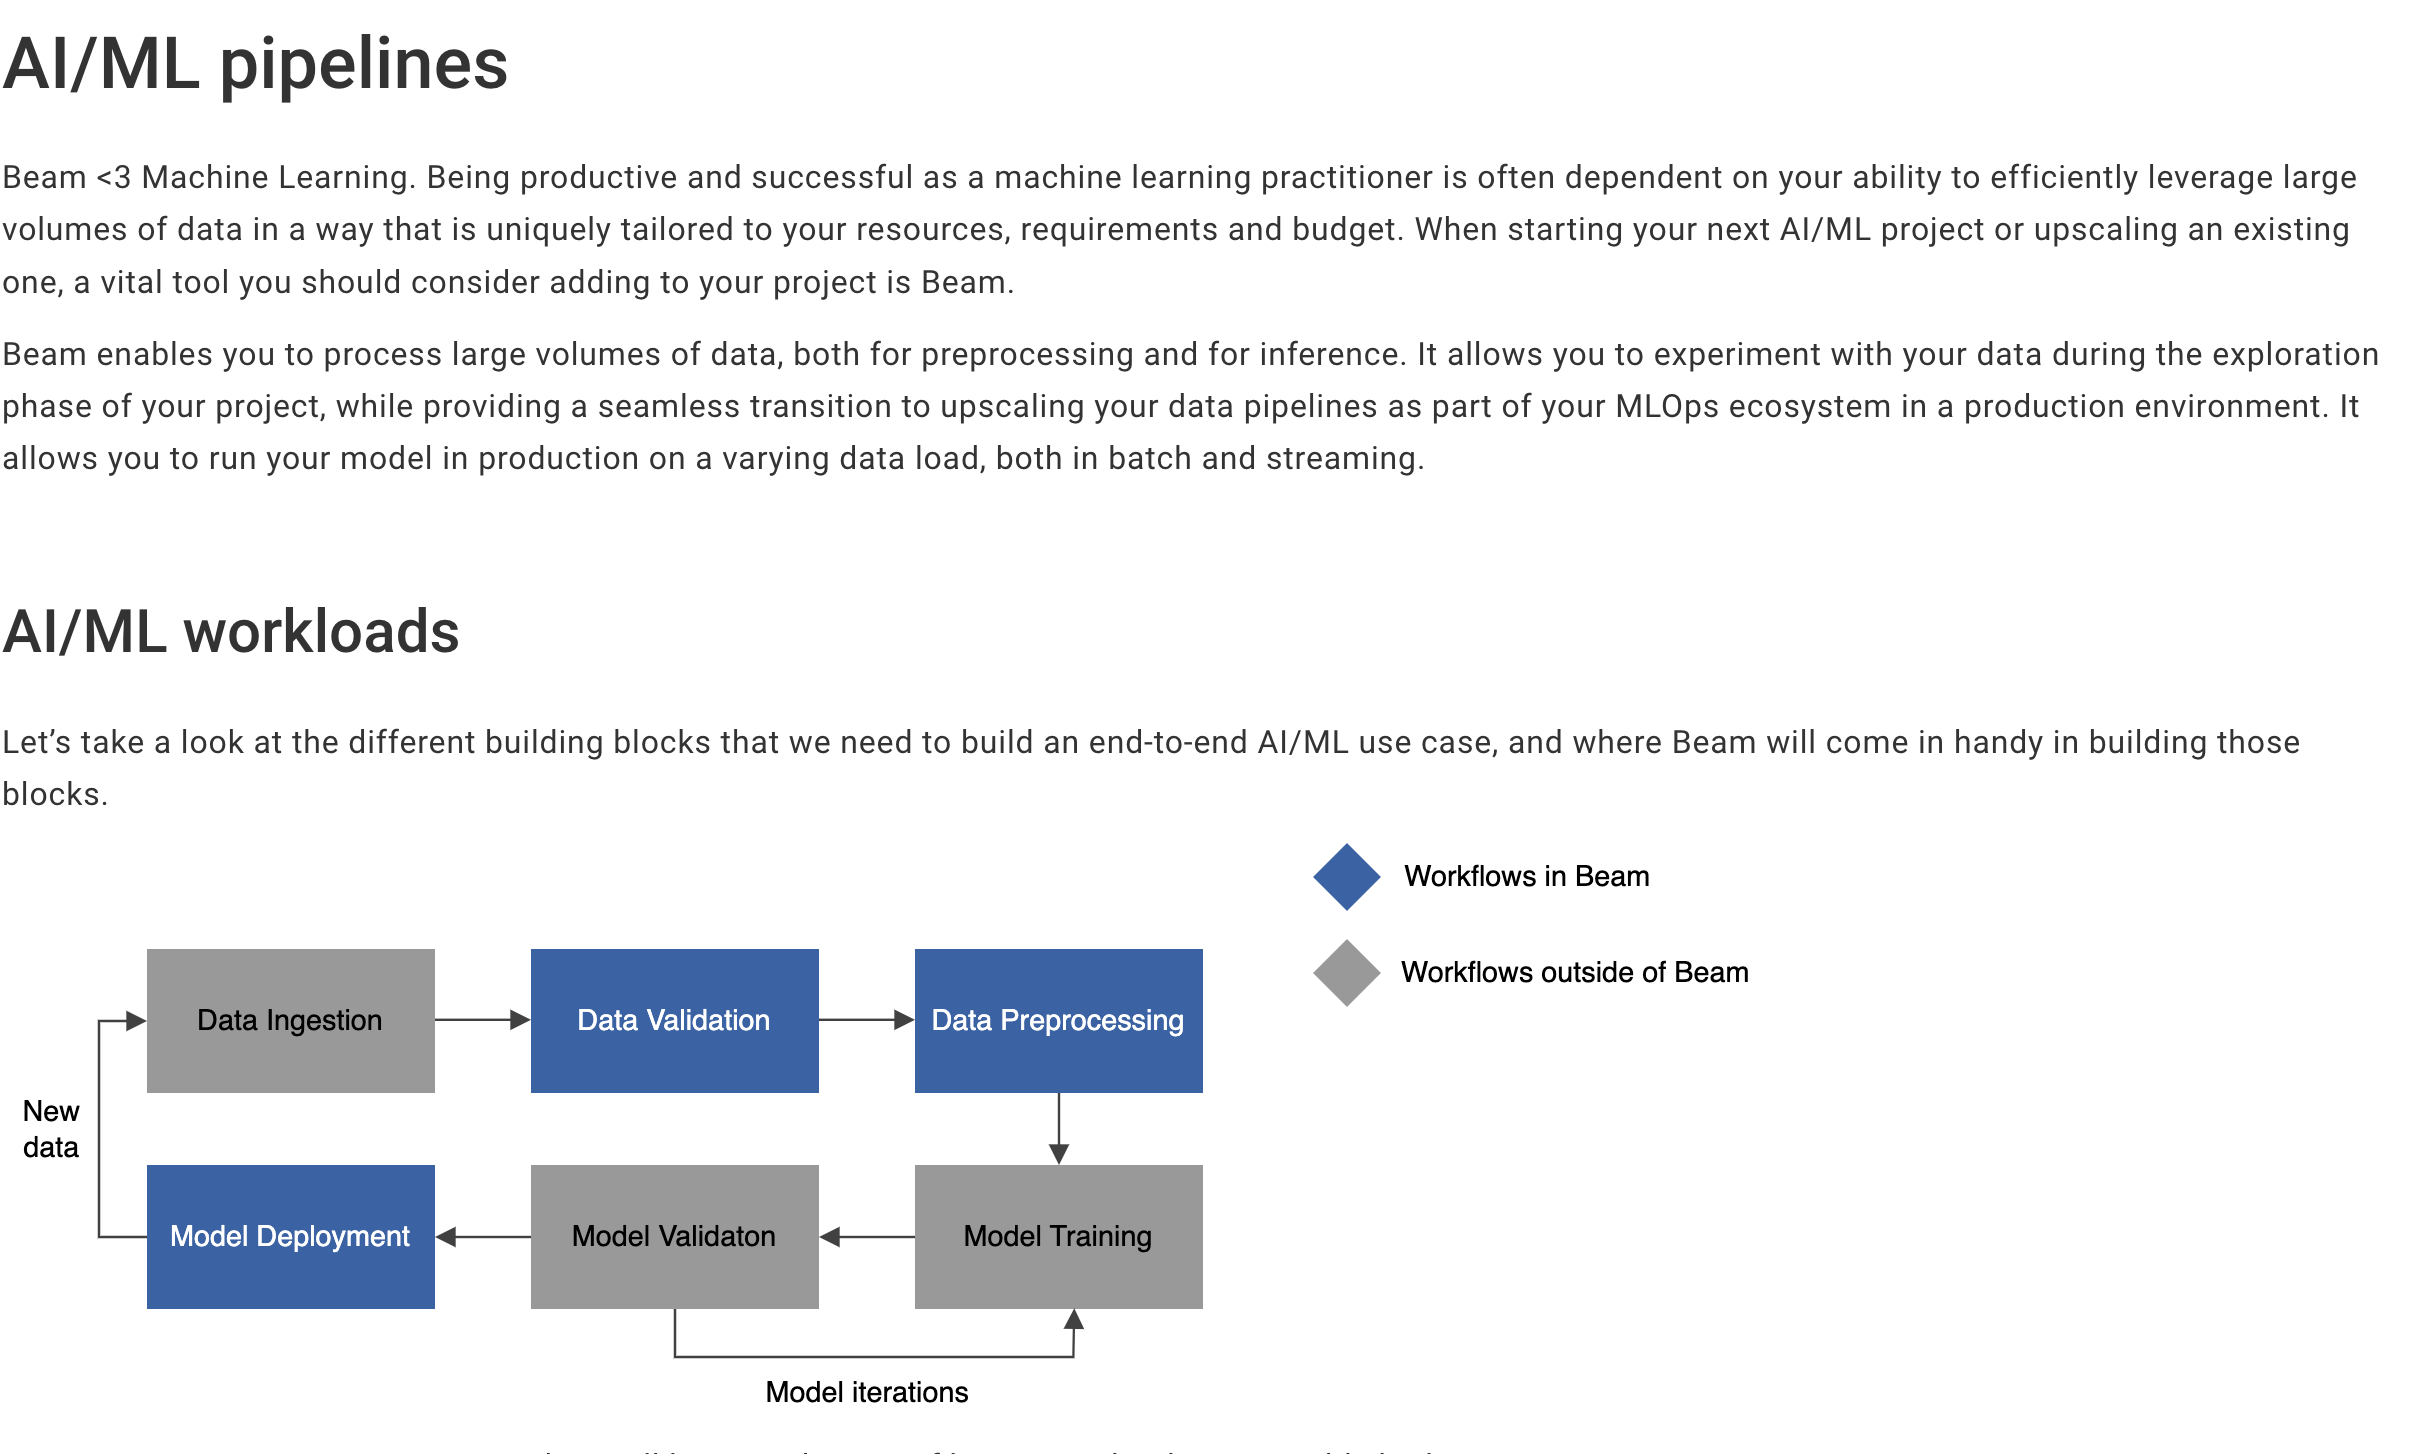 AI/ML pipelines
Beam <3 Machine Learning. Being productive and successful as a machine learning practitioner is often dependent on your ability to efficiently leverage large
volumes of data in a way that is uniquely tailored to your resources, requirements and budget. When starting your next AI/ML project or upscaling an existing
one, a vital tool you should consider adding to your project is Beam.
Beam enables you to process large volumes of data, both for preprocessing and for inference. It allows you to experiment with your data during the exploration
phase of your project, while providing a seamless transition to upscaling your data pipelines as part of your MLOps ecosystem in a production environment. It
allows you to run your model in production on a varying data load, both in batch and streaming.
AI/ML workloads
Let’s take a look at the different building blocks that we need to build an end-to-end AI/ML use case, and where Beam will come in handy in building those
blocks.
Workflows in Beam
Workflows outside of Beam
Data Ingestion
Data Validation
Data Preprocessing
New
data
Model Deployment
Model Validaton
Model Training
Model iterations